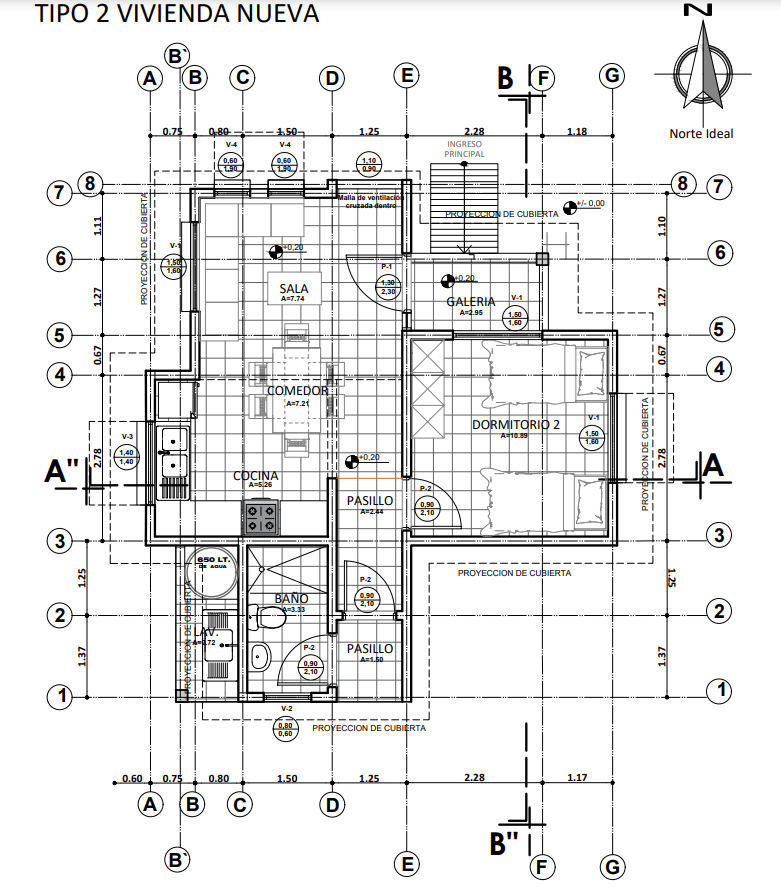 TIPO 2 VIVIENDA NUEVA
N
Norte Ideal
A
B`
B
C
D
E
B
F
G
0.75
0.80
1.50
1.25
2.28
1.18
V-4
0,60
1,90
V-4
0,60
1,90
1,10
0,90
INGRESO
PRINCIPAL
8
7
8
7
Malla de ventilación
cruzada dentro
PROYECCION DE CUBIERTA
+/- 0,00
PROYECCION DE CUBIERTA
1.11
1.10
V-1
1,50
1,60
+0,20
6
6
P-1
1,30
2,30
+0,20
SALA
A=7.74
GALERIA
A=2.95
V-1
1,50
1,60
1.27
1.27
5
5
0.67
0.67
4
4
COMEDOR
A=7.21
DORMITORIO 2
A=10.89
V-1
1,50
1,60
PROYECCION DE CUBIERTA
V-3
1,40
1,40
2.78
2.78
A"
A
+0,20
COCINA
A=5.26
PASILLO
A=2.44
P-2
0,90
2,10
3
3
650 LT.
DE AGUA
PROYECCION DE CUBIERTA
PROYECCION DE CUBIERTA
1.25
1.25
P-2
0,90
2,10
BAÑO
A=3.33
2
2
LAV.
PASILLO
A=1.50
P-2
0,90
2,10
1.37
1.37
1
1
V-2
0,80
0,60
PROYECCION DE CUBIERTA
0.60
0.75
0.80
1.50
1.25
2.28
1.17
A
B
C
D
B`
E
B"
F
G